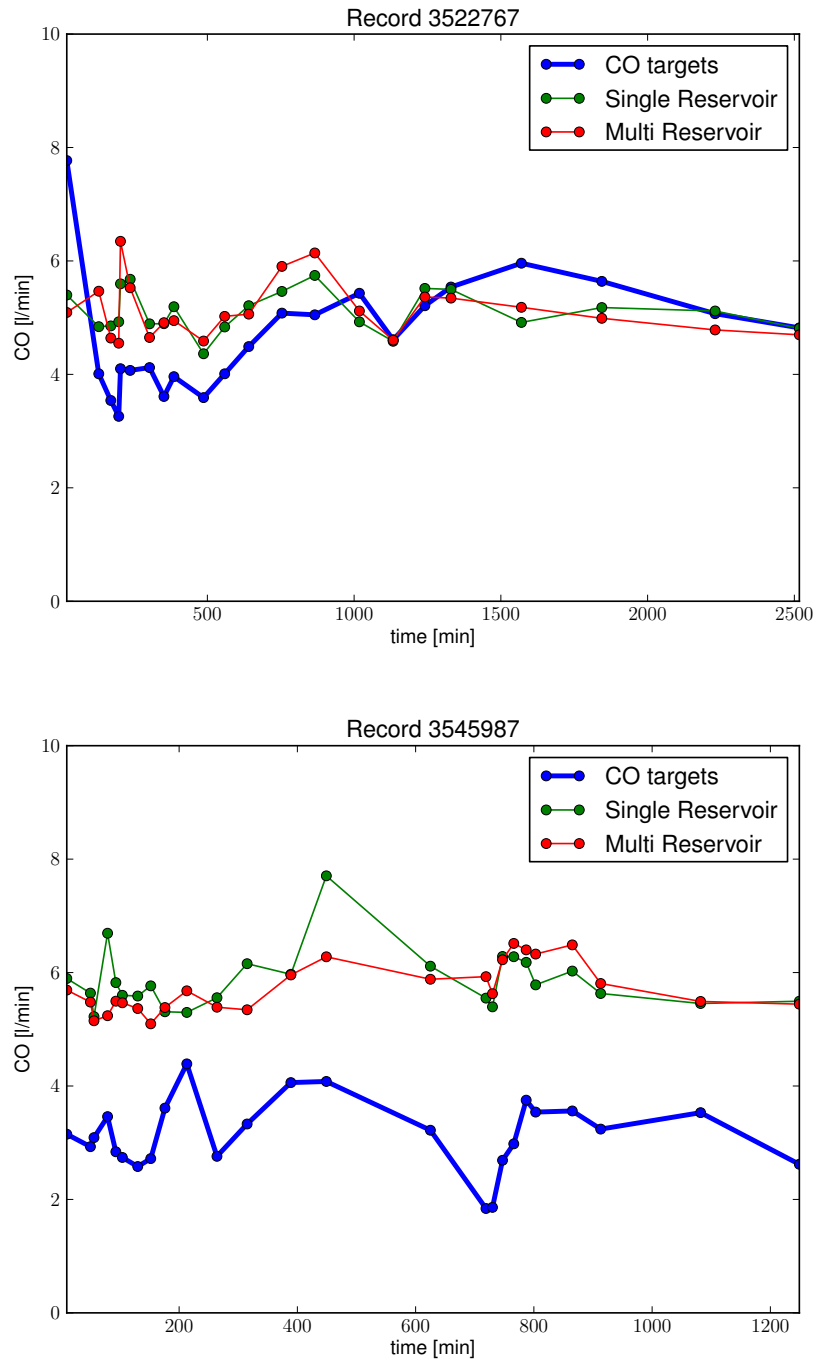 Record 3522767
10
8
6
4
2
0
CO [l/min]
CO targets
Single Reservoir
Multi Reservoir
500
1000
1500
2000
2500
time [min]
Record 3545987
10
8
6
4
2
0
CO [l/min]
CO targets
Single Reservoir
Multi Reservoir
200
400
600
800
1000
1200
time [min]